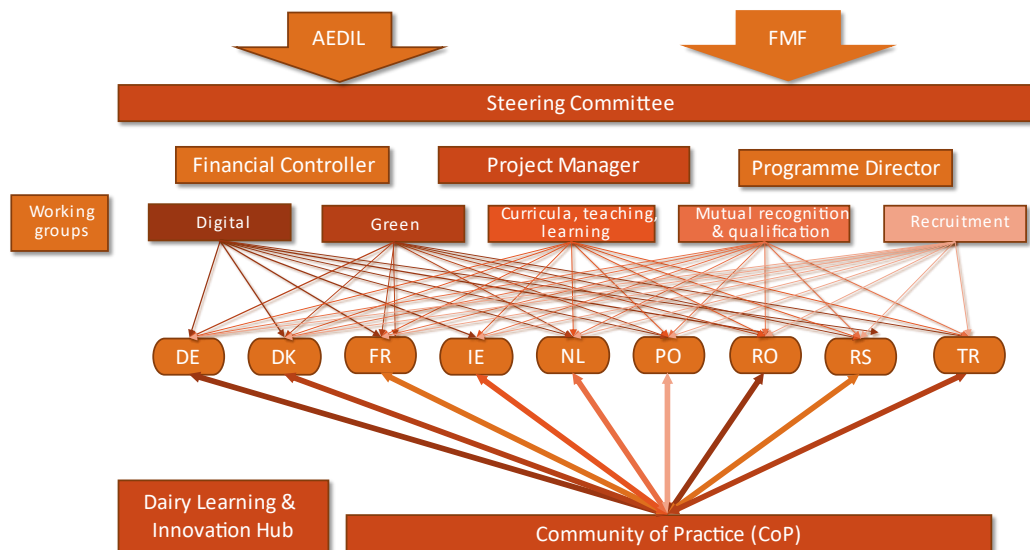 AEDIL
FMF
Steering Committee
Financial Controller
Project Manager
Programme Director
Working
groups
Digital
Green
Curricula, teaching,
learning
Mutual recognition
& qualification
Recruitment
DE
DK
FR
IE
NL
PO
RO
RS
TR
Dairy Learning &
Innovation Hub
Community of Practice (CoP)